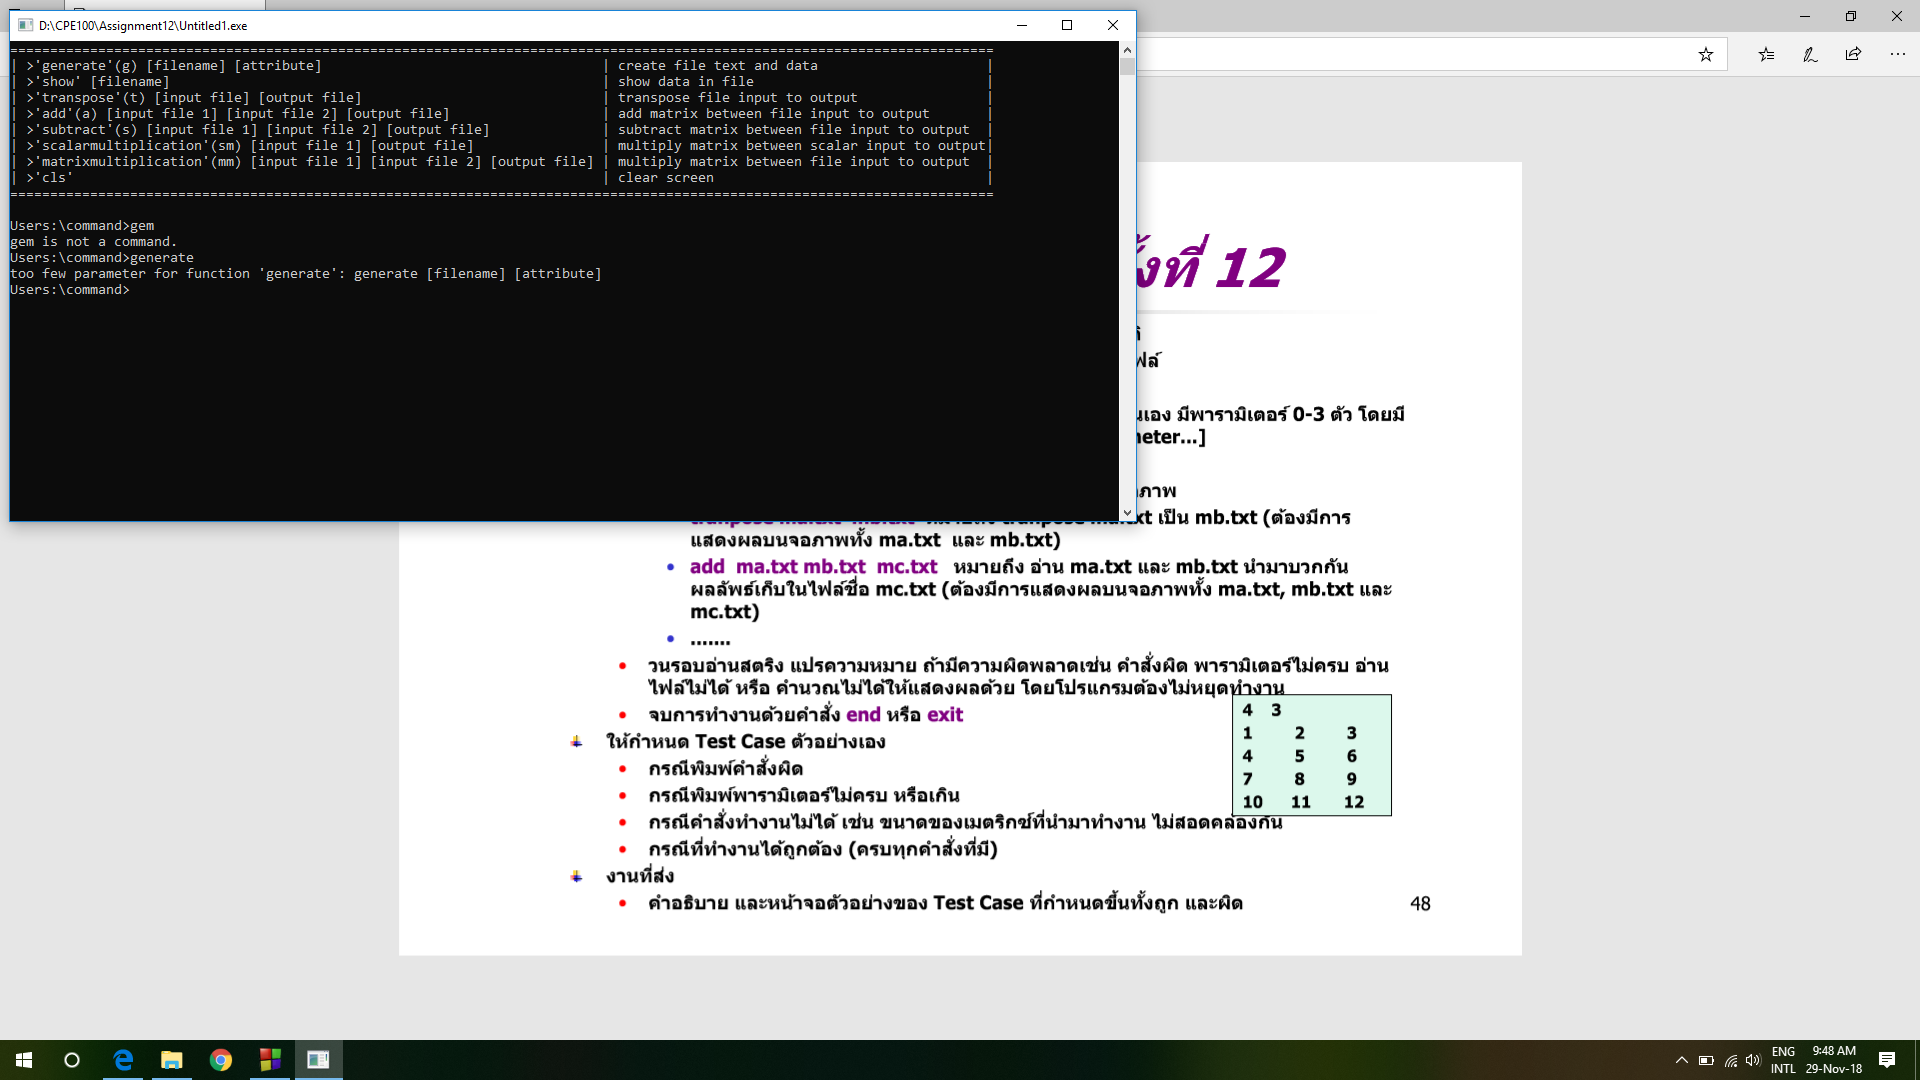 D:\CPE100\Assignment12\Untitled1.exe
==========================================================================================================================
| >'generate'(g) [filename] [attribute] | create file text and data |
| >'show' [filename] | show data in file |
| >'transpose'(t) [input file] [output file] | transpose file input to output |
| >'add'(a) [input file 1] [input file 2] [output file] | add matrix between file input to output |
| >'subtract'(s) [input file 1] [input file 2] [output file] | subtract matrix between file input to output |
| >'scalarmultiplication'(sm) [input file 1] [output file] | multiply matrix between scalar input to output|
| >'matrixmultiplication'(mm) [input file 1] [input file 2] [output file] | multiply matrix between file input to output |
| >'cls' | clear screen |
==========================================================================================================================
Users:\command>gem
gem is not a command.
Users:\command>generate
too few parameter for function 'generate': generate [filename] [attribute]
Users:\command>
ที่ 12
ฟล์
นเอง มีพารามิเตอร์ 0-3 ตัว โดยมี
meter...]
ภาพ
เป็น mb.txt (ต้องมีการ
แสดงผลบนจอภาพทั้ง ma.txt และ mb.txt)
• add ma.txt mb.txt mc.txt หมายถึง อ่าน ma.txt และ mb.txt นำมาบวกกัน
ผลลัพธ์เก็บในไฟล์ชื่อ mc.txt (ต้องมีการแสดงผลบนจอภาพทั้ง ma.txt, mb.txt และ
mc.txt)
• .......
• วนรอบอ่านสตริง แปรความหมาย ถ้ามีความผิดพลาดเช่น คำสั่งผิด พารามิเตอร์ไม่ครบ อ่าน
ไฟล์ไม่ได้ หรือ คำนวณไม่ได้ให้แสดงผลด้วย โดยโปรแกรมต้องไม่หยุดทำงาน
• จบการทำงานด้วยคำสั่ง end หรือ exit
ให้กำหนด Test Case ตัวอย่างเอง
• กรณีพิมพ์คำสั่งผิด
• กรณีพิมพ์พารามิเตอร์ไม่ครบ หรือเกิน
• กรณีคำสั่งทำงานไม่ได้ เช่น ขนาดของเมตริกซ์ที่นำมาทำงาน ไม่สอดคล้องกัน
• กรณีที่ทำงานได้ถูกต้อง (ครบทุกคำสั่งที่มี)
งานที่ส่ง
• คำอธิบาย และหน้าจอตัวอย่างของ Test Case ที่กำหนดขึ้นทั้งถูก และผิด
4 3
1 2 3
4 5 6
7 8 9
10 11 12
48
ENG
INTL
9:48 AM
29-Nov-18